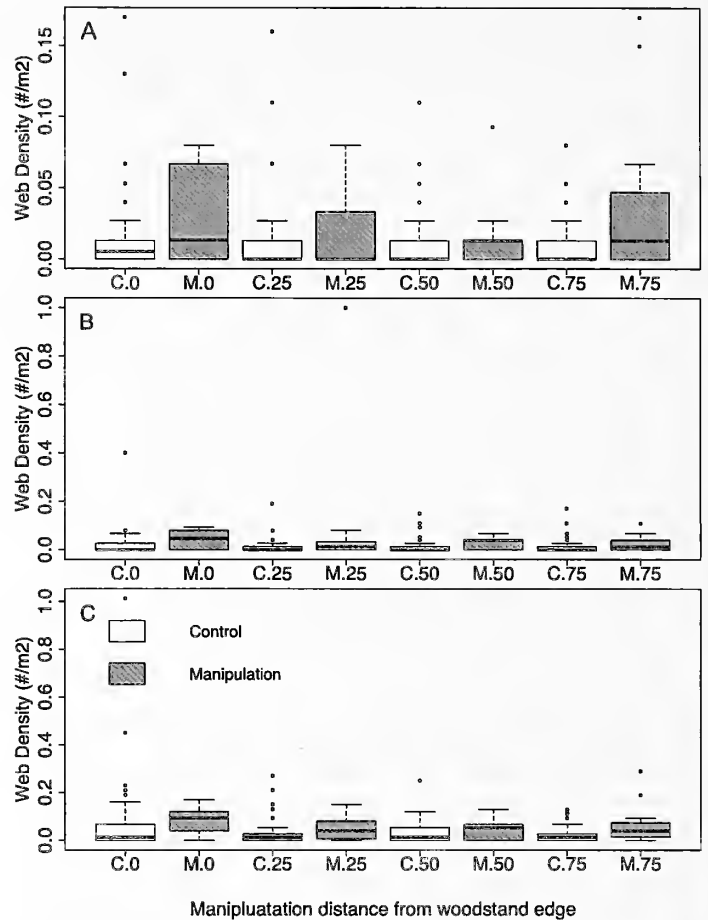 A
Web Density (#/m2)
0.15
0.10
0.05
0.00
C.0 M.0 C.25 M.25 C.50 M.50 C.75 M.75
B
Web Density (#/m2)
1.0
0.8
0.6
0.4
0.2
0.0
C.0 M.0 C.25 M.25 C.50 M.50 C.75 M.75
C
Control
Manipulation
Web Density (#/m2)
1.0
0.8
0.6
0.4
0.2
0.0
C.0 M.0 C.25 M.25 C.50 M.50 C.75 M.75
Manipluatation distance from woodstand edge